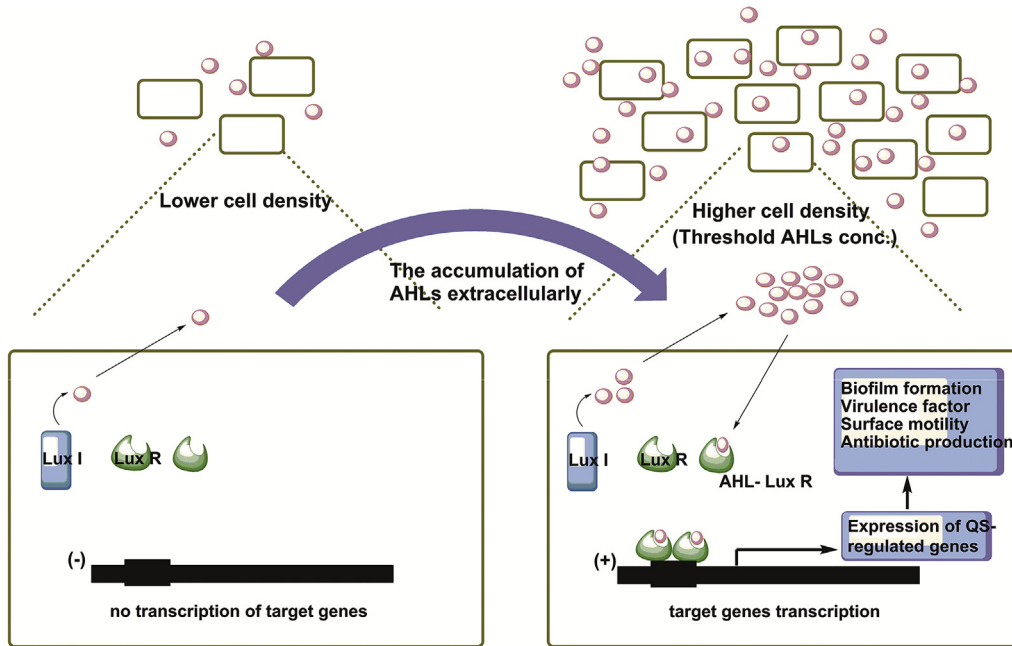 Lower cell density
Higher cell density
(Threshold AHLs conc.)
The accumulation of
AHLs extracellularly
Lux I
Lux R
(-)
no transcription of target genes
Lux I
Lux R
AHL- Lux R
Biofilm formation
Virulence factor
Surface motility
Antibiotic production
Expression of QS-
regulated genes
(+)
target genes transcription